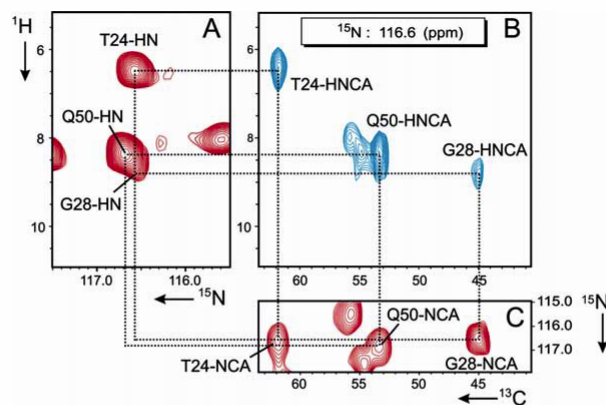 ¹H
A
T24-HN
Q50-HN
G28-HN
6
8
10
117.0
116.0
¹⁵N
¹⁵N : 116.6 (ppm)
B
T24-HNCA
Q50-HNCA
G28-HNCA
6
8
10
60
55
50
45
C
Q50-NCA
T24-NCA
G28-NCA
115.0
116.0
117.0
¹⁵N
60
55
50
45
¹³C